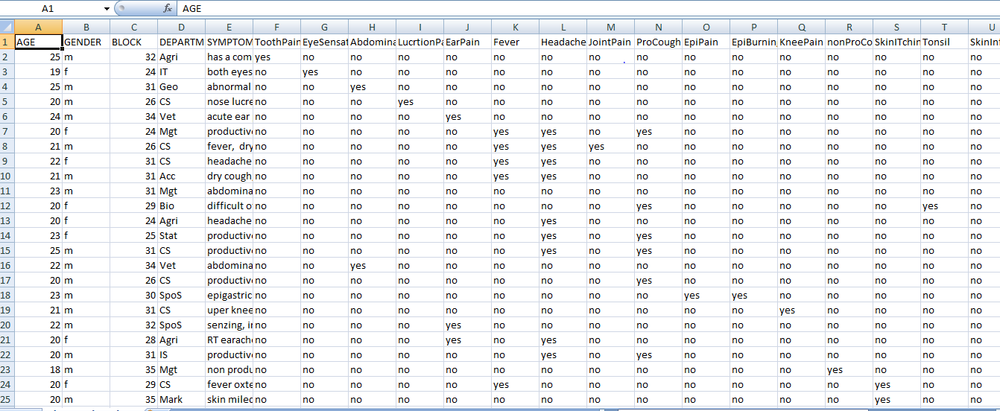 A1 fx AGE
A B C D E F G H I J K L M N O P Q R S T U
1 AGE GENDER BLOCK DEPARTM SYMPTOM ToothPain EyeSensat Abdomina LucrtionPa EarPain Fever Headache JointPain ProCough EpiPain EpiBurnin KneePain nonProCo SkinITchin Tonsil SkinInf
2 25 m 32 Agri has a com yes no no no no no no no no no no no no no no no
3 19 f 24 IT both eyes no yes no no no no no no no no no no no no no no
4 25 m 31 Geo abnormal no no yes no no no no no no no no no no no no no
5 20 m 26 CS nose lucre no no no yes no no no no no no no no no no no no
6 24 m 34 Vet acute ear no no no no yes no no no no no no no no no no no
7 20 f 24 Mgt productiv no no no no no yes yes no yes no no no no no no no
8 21 m 26 CS fever, dry no no no no no yes yes yes no no no no no no no no
9 22 f 31 CS headache no no no no no yes yes no no no no no no no no no
10 21 m 31 Acc dry cough no no no no no yes yes no no no no no no no no no
11 23 m 31 Mgt abdomina no no no no no no no no no no no no no no no no
12 20 f 29 Bio difficult o no no no no no no no no yes no no no no no yes no
13 20 f 24 Agri headache no no no no no no yes no no no no no no no no no
14 23 f 25 Stat productiv no no no no no no yes no yes no no no no no no no
15 25 m 31 CS productiv no no no no no no yes no yes no no no no no no no
16 22 m 34 Vet abdomina no no yes no no no no no no no no no no no no no
17 20 m 26 CS productiv no no no no no no no no yes no no no no no no no
18 23 m 30 SpoS epigastric no no no no no no no no no yes yes no no no no no
19 21 m 31 CS uper knee no no no no no no no no no no no yes no no no no
20 22 m 32 SpoS senzing, ir no no no no yes no no no no no no no no no no no
21 20 f 28 Agri RT earache no no no no yes no yes no no no no no no no no no
22 20 m 31 IS productiv no no no no no no yes no yes no no no no no no no
23 18 m 35 Mgt non produ no no no no no no no no no no no no yes no no no
24 20 f 29 CS fever oxte no no no no no yes no no no no no no no yes no no
25 20 m 35 Mark skin milec no no no no no no no no no no no no no yes no no